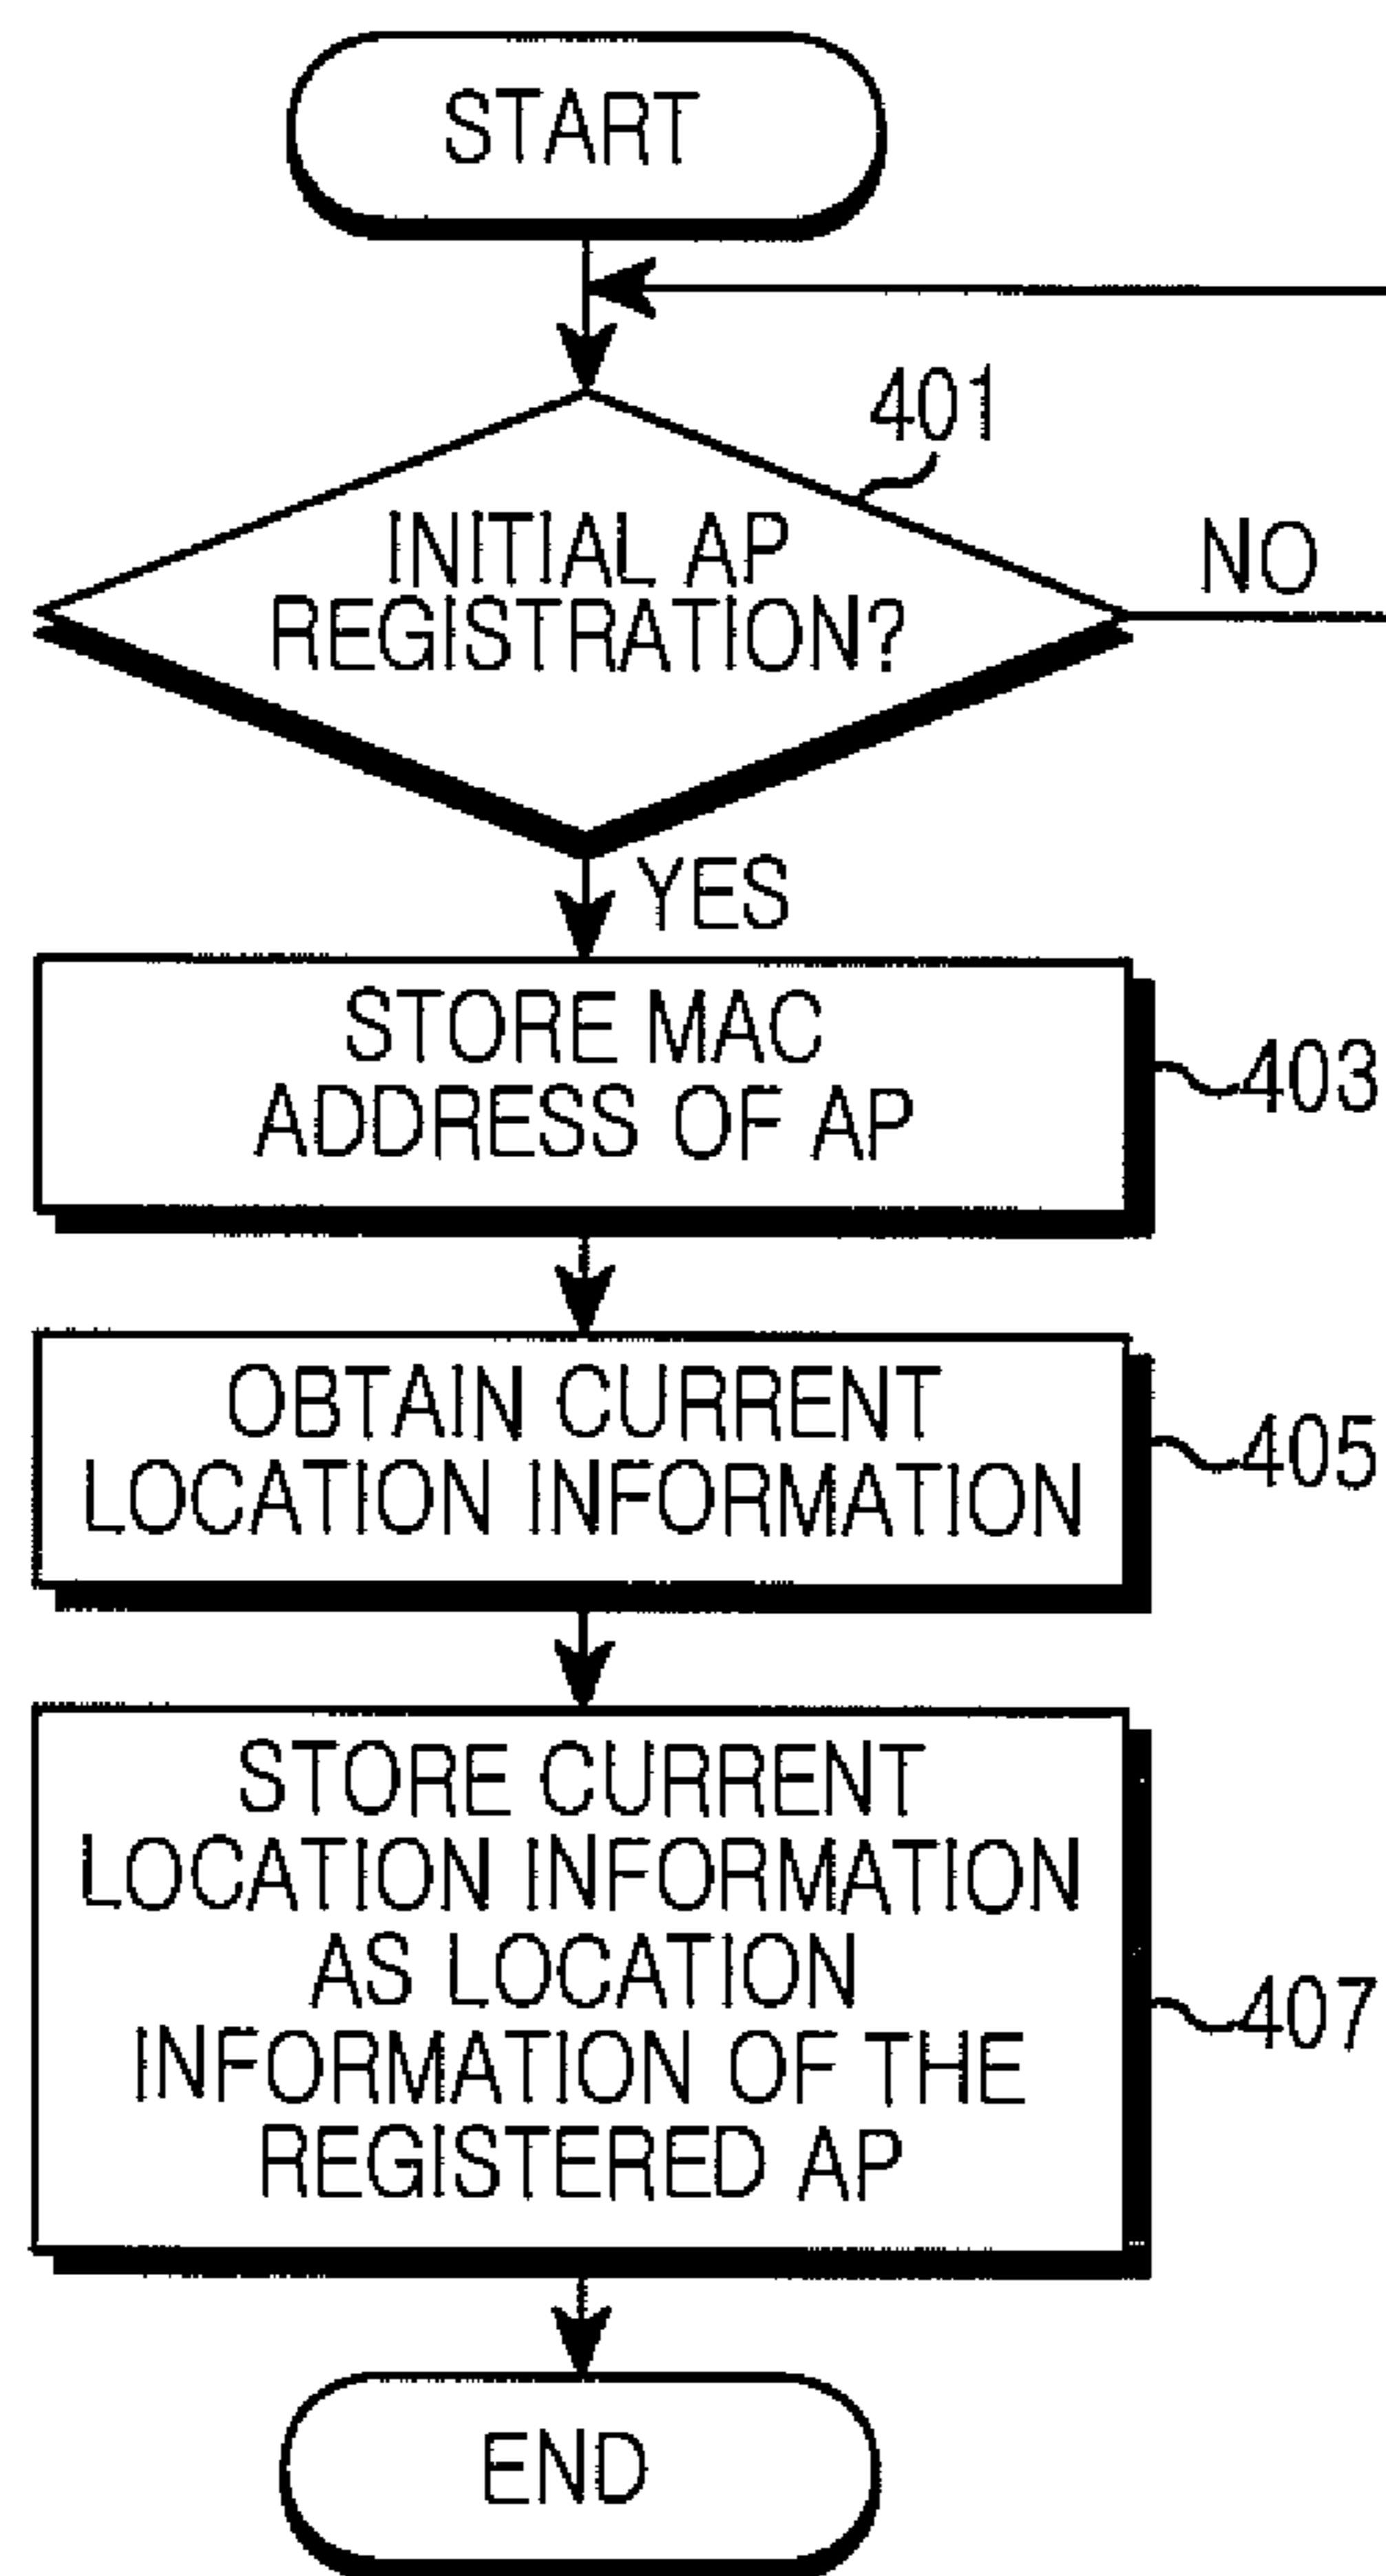 START
401
INITIAL AP
REGISTRATION?
NO
YES
STORE MAC
ADDRESS OF AP
403
OBTAIN CURRENT
LOCATION INFORMATION
405
STORE CURRENT
LOCATION INFORMATION
AS LOCATION
INFORMATION OF THE
REGISTERED AP
407
END